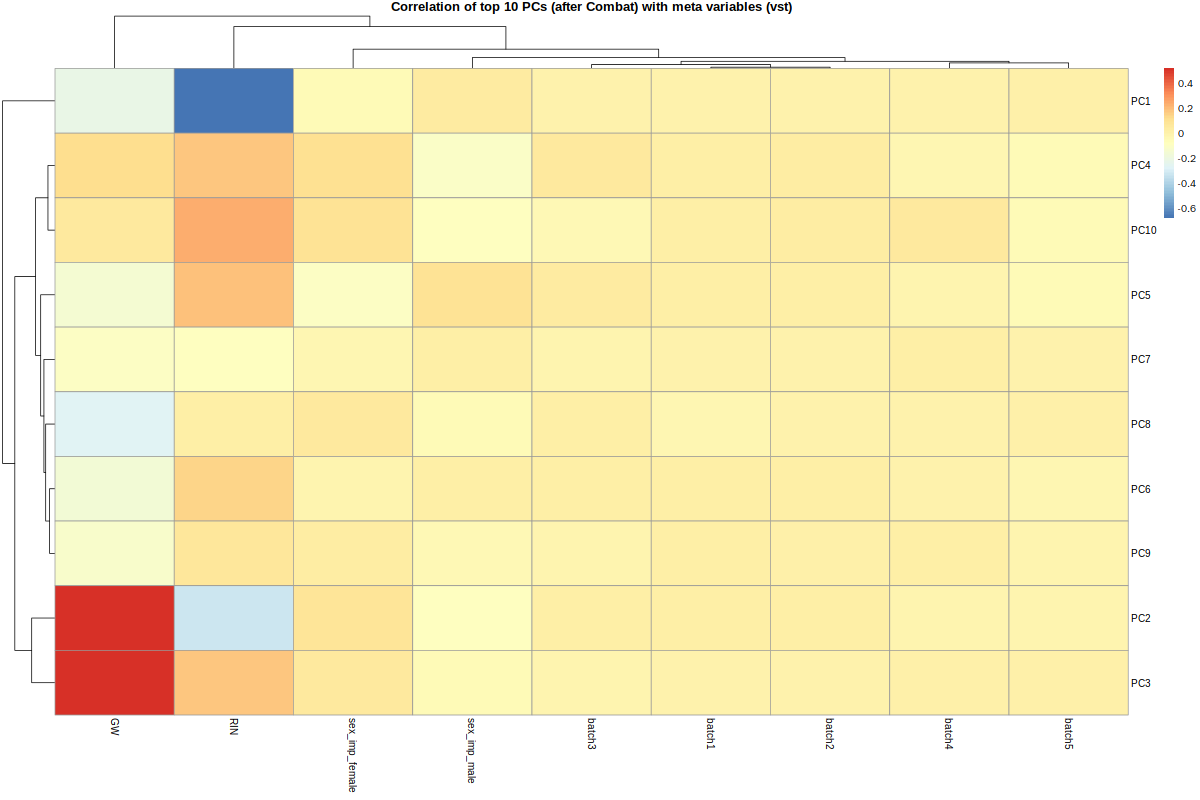 Correlation of top 10 PCs (after Combat) with meta variables (vst)
0.4
0.2
0
-0.2
-0.4
-0.6
PC1
PC4
PC10
PC5
PC7
PC8
PC6
PC9
PC2
PC3
GW
RIN
sex_imp_female
sex_imp_male
batch3
batch1
batch2
batch4
batch5